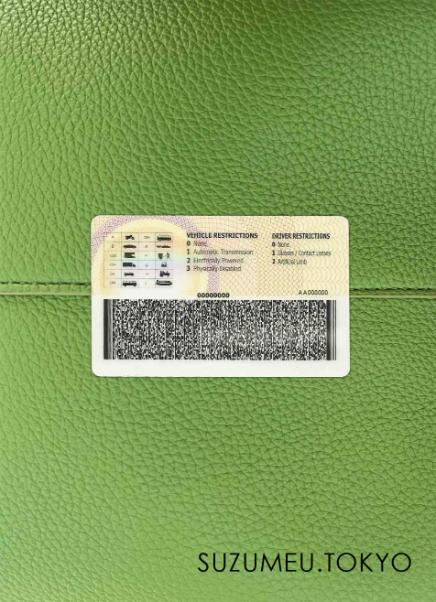 VEHICLE RESTRICTIONS
0 None
1 Automatic Transmission
2 Electrically Powered
3 Physically Disabled
DRIVER RESTRICTIONS
0 None
1 Glasses / Contact Lenses
2 Artificial Limb
00000000
AA000000
SUZUMEU.TOKYO